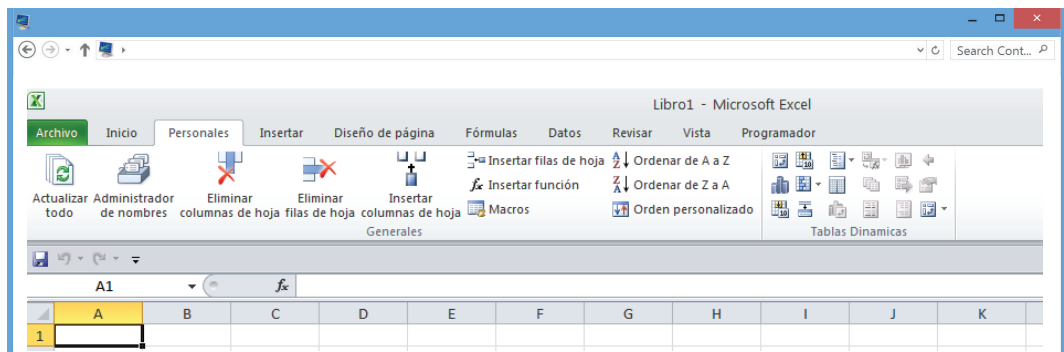 Search Cont...
Libro1 - Microsoft Excel
Archivo Inicio Personales Insertar Diseño de página Fórmulas Datos Revisar Vista Programador
Actualizar todo
Administrador de nombres
Eliminar columnas de hoja
Eliminar filas de hoja
Insertar columnas de hoja
Insertar filas de hoja
fx Insertar función
Macros
Ordenar de A a Z
Ordenar de Z a A
Orden personalizado
Generales
Tablas Dinamicas
A1 fx
A B C D E F G H I J K
1